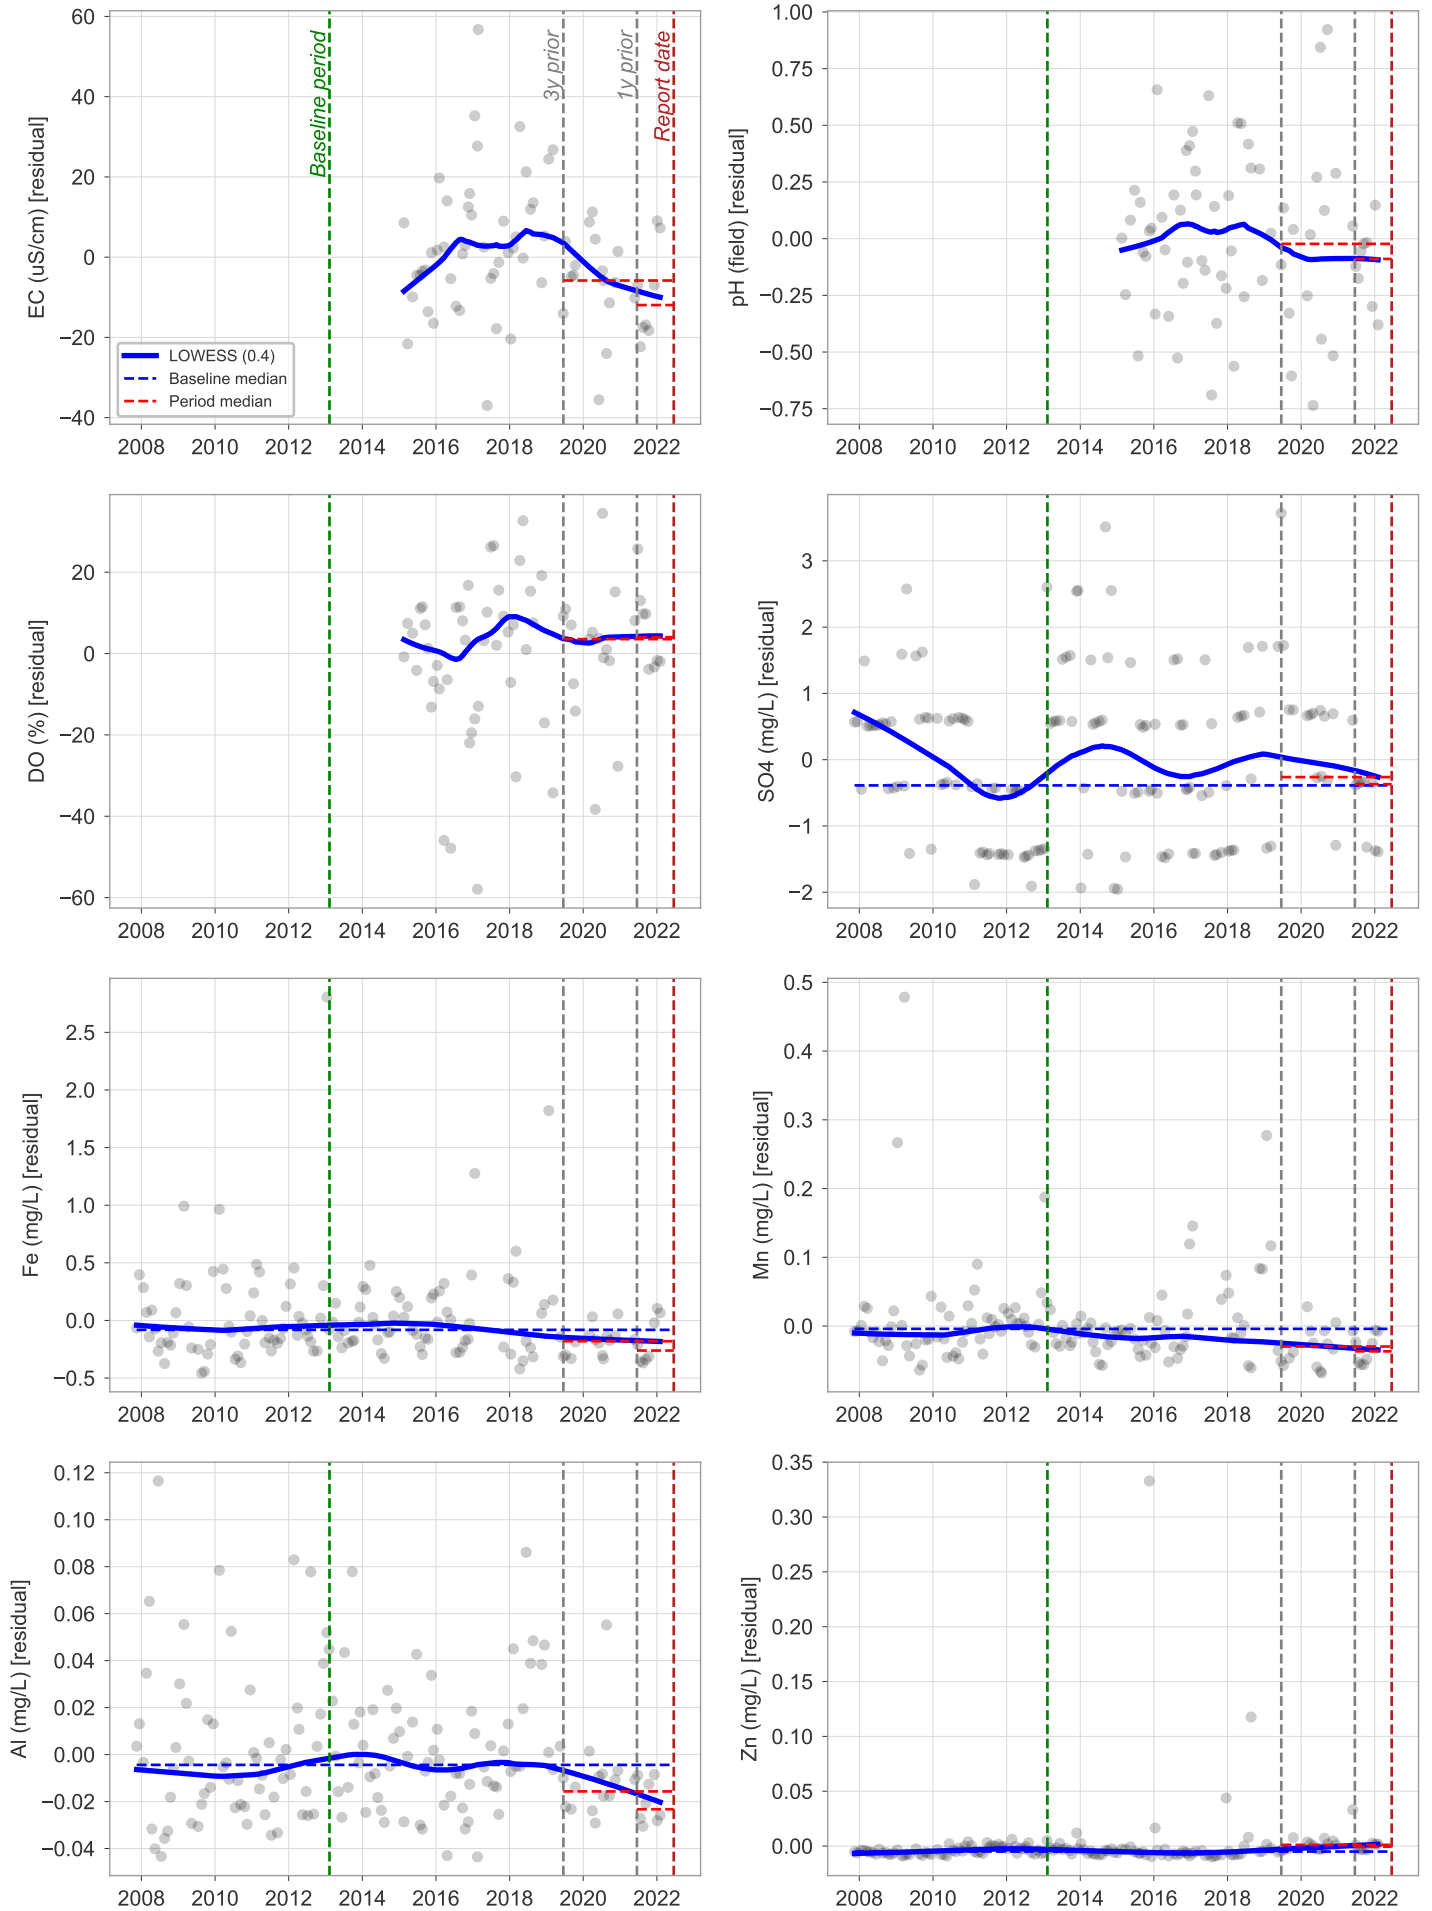 60
40
20
0
−20
−40
EC (uS/cm) [residual]
Baseline period
3y prior
1y prior
Report date
LOWESS (0.4)
Baseline median
Period median
2008 2010 2012 2014 2016 2018 2020 2022
1.00
0.75
0.50
0.25
0.00
−0.25
−0.50
−0.75
pH (field) [residual]
2008 2010 2012 2014 2016 2018 2020 2022
20
0
−20
−40
−60
DO (%) [residual]
2008 2010 2012 2014 2016 2018 2020 2022
3
2
1
0
−1
−2
SO4 (mg/L) [residual]
2008 2010 2012 2014 2016 2018 2020 2022
2.5
2.0
1.5
1.0
0.5
0.0
−0.5
Fe (mg/L) [residual]
2008 2010 2012 2014 2016 2018 2020 2022
0.5
0.4
0.3
0.2
0.1
0.0
Mn (mg/L) [residual]
2008 2010 2012 2014 2016 2018 2020 2022
0.12
0.10
0.08
0.06
0.04
0.02
0.00
−0.02
−0.04
Al (mg/L) [residual]
2008 2010 2012 2014 2016 2018 2020 2022
0.35
0.30
0.25
0.20
0.15
0.10
0.05
0.00
Zn (mg/L) [residual]
2008 2010 2012 2014 2016 2018 2020 2022